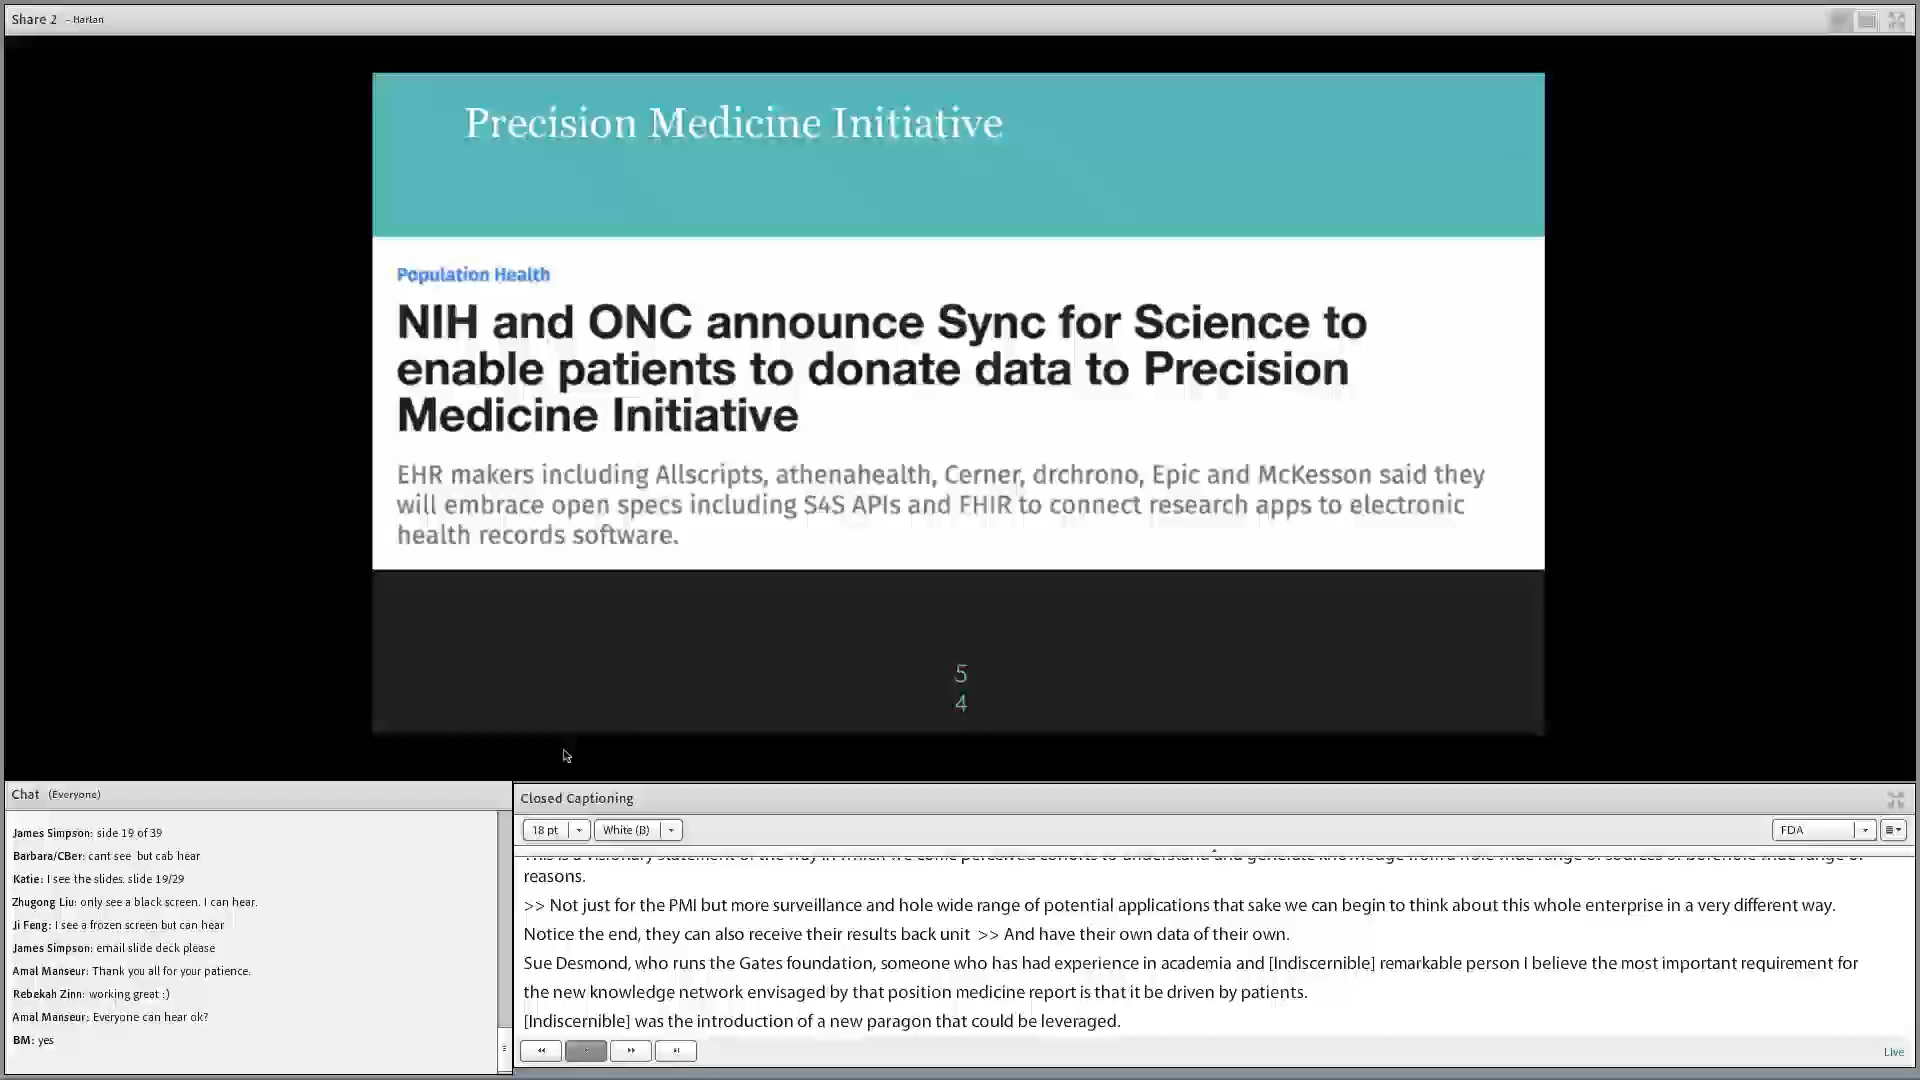 Share 2 - Harlan
Precision Medicine Initiative
Population Health
NIH and ONC announce Sync for Science to
enable patients to donate data to Precision
Medicine Initiative
EHR makers including Allscripts, athenahealth, Cerner, drchrono, Epic and McKesson said they
will embrace open specs including S4S APIs and FHIR to connect research apps to electronic
health records software.
5
4
Chat (Everyone)
James Simpson: side 19 of 39
Barbara/CBer: cant see but cab hear
Katie: I see the slides. slide 19/29
Zhugong Liu: only see a black screen. I can hear.
Ji Feng: I see a frozen screen but can hear
James Simpson: email slide deck please
Amal Manseur: Thank you all for your patience.
Rebekah Zinn: working great :)
Amal Manseur: Everyone can hear ok?
BM: yes
Closed Captioning
18 pt White (B) FDA
reasons.
>> Not just for the PMI but more surveillance and hole wide range of potential applications that sake we can begin to think about this whole enterprise in a very different way.
Notice the end, they can also receive their results back unit >> And have their own data of their own.
Sue Desmond, who runs the Gates foundation, someone who has had experience in academia and [Indiscernible] remarkable person I believe the most important requirement for
the new knowledge network envisaged by that position medicine report is that it be driven by patients.
[Indiscernible] was the introduction of a new paragon that could be leveraged.
Live